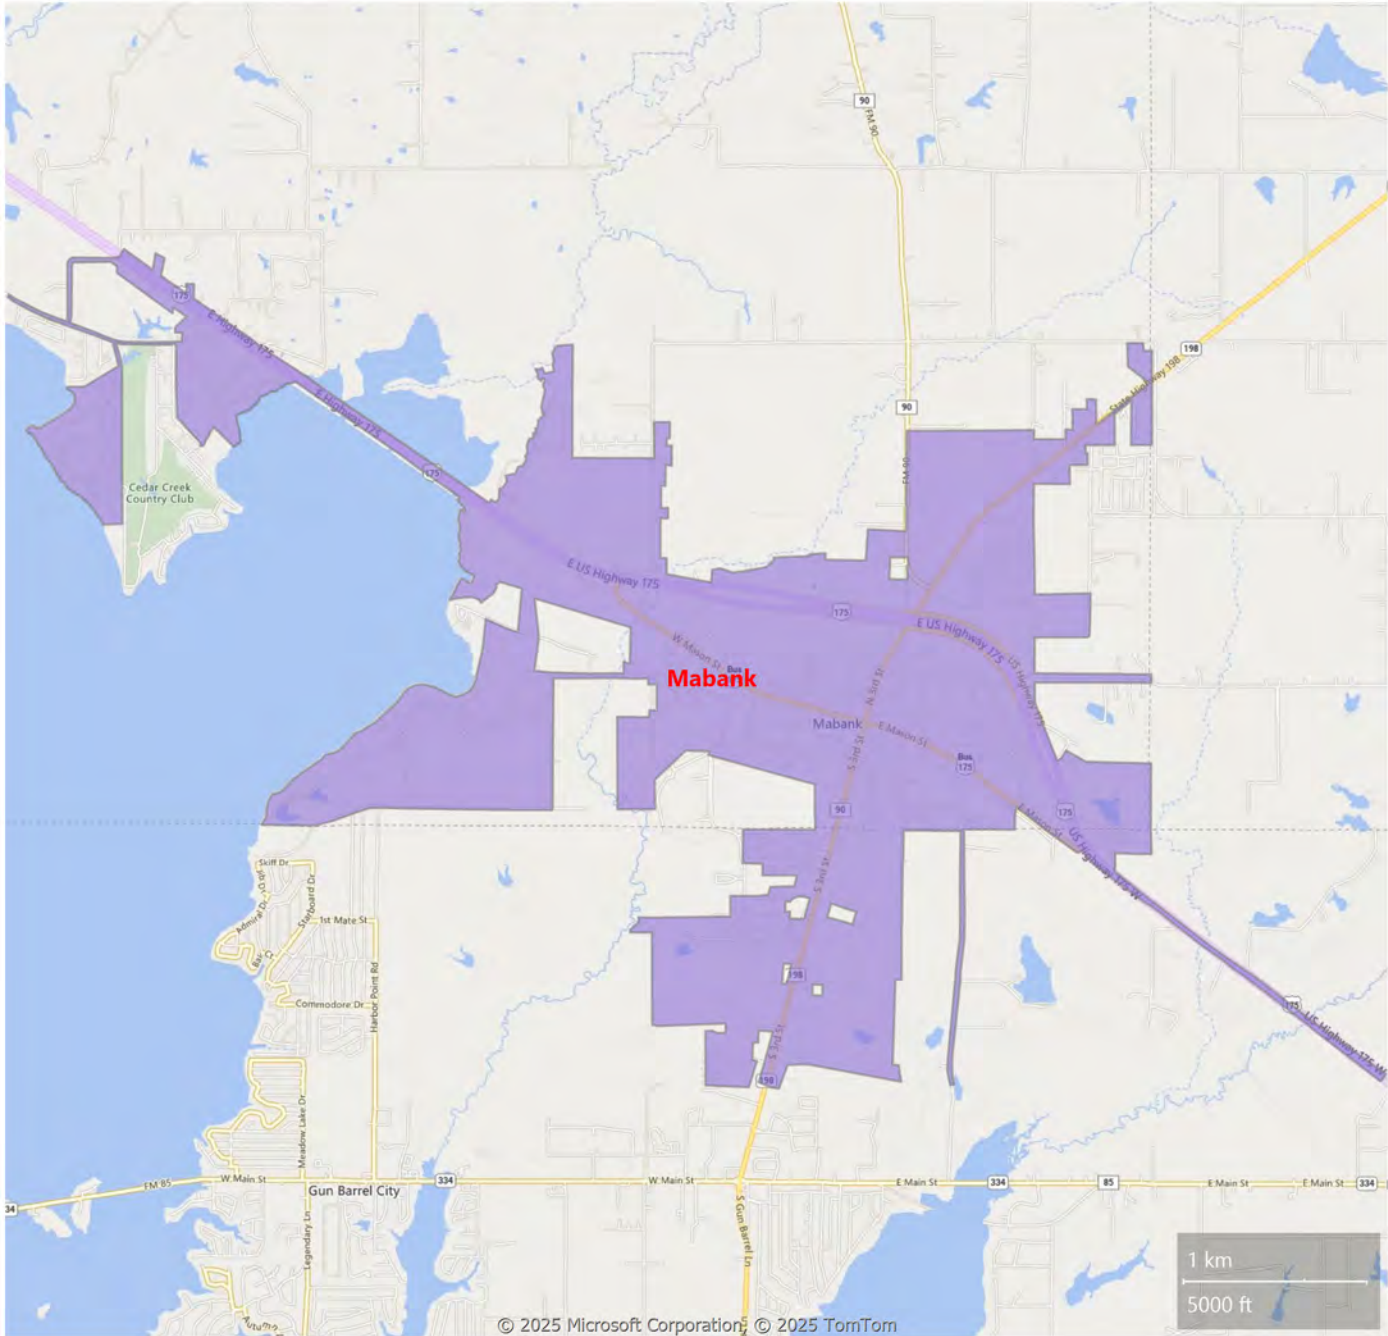 90
FM 90
198
State Highway 198
175
E Highway 175
E Highway 175
90
175
FM 90
Cedar Creek
Country Club
E US Highway 175
175
E US Highway 175
US Highway 175
W Mason St
Bus
Mabank
N 3rd St
Mabank
E Mason St
S 3rd St
Bus
175
90
175
E Mason St
US Highway 175 W
Skiff Dr
Admiral Dr
Starboard Dr
1st Mate St
S 3rd St
Commodore Dr
Harbor Point Rd
198
175
US Highway 175 W
S 3rd St
198
Meadow Lake Dr
FM 85
W Main St
334
W Main St
E Main St
334
85
E Main St
E Main St
334
34
Gun Barrel City
Legendary Ln
S Gun Barrel Ln
1 km
5000 ft
© 2025 Microsoft Corporation, © 2025 TomTom